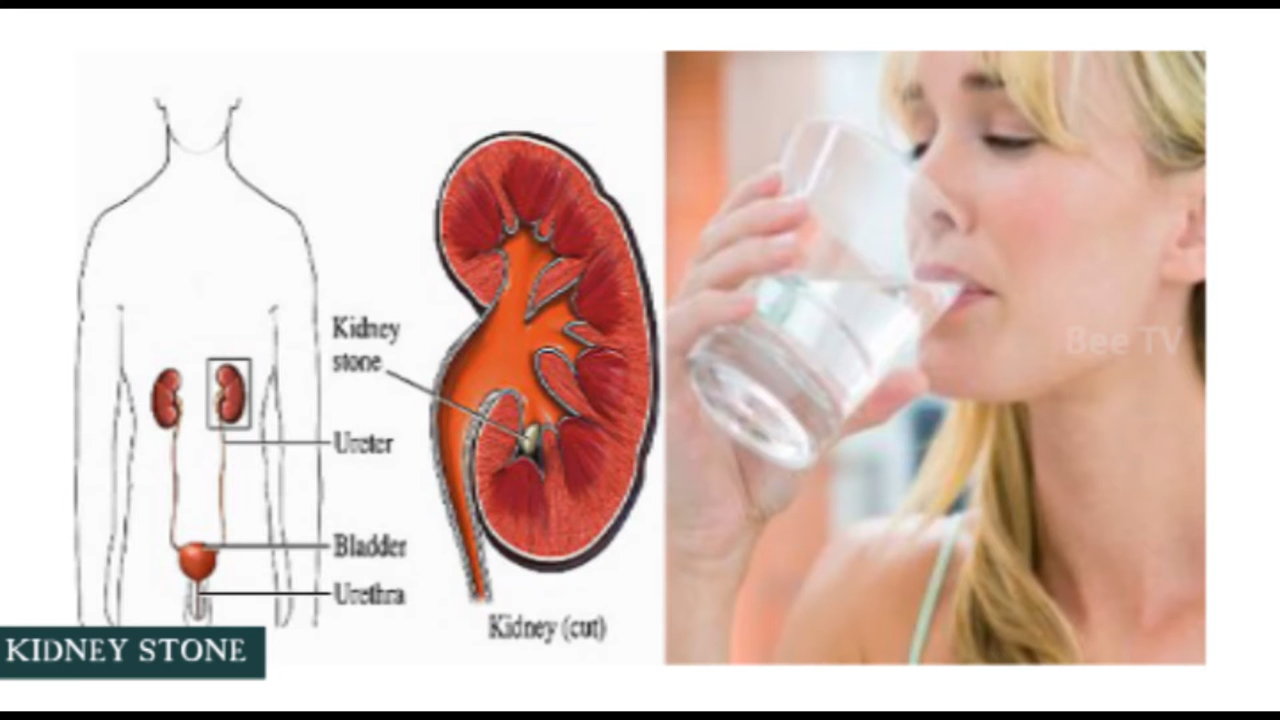 Kidney
stone
Ureter
Bladder
Urethra
Kidney (cut)
KIDNEY STONE
Bee TV